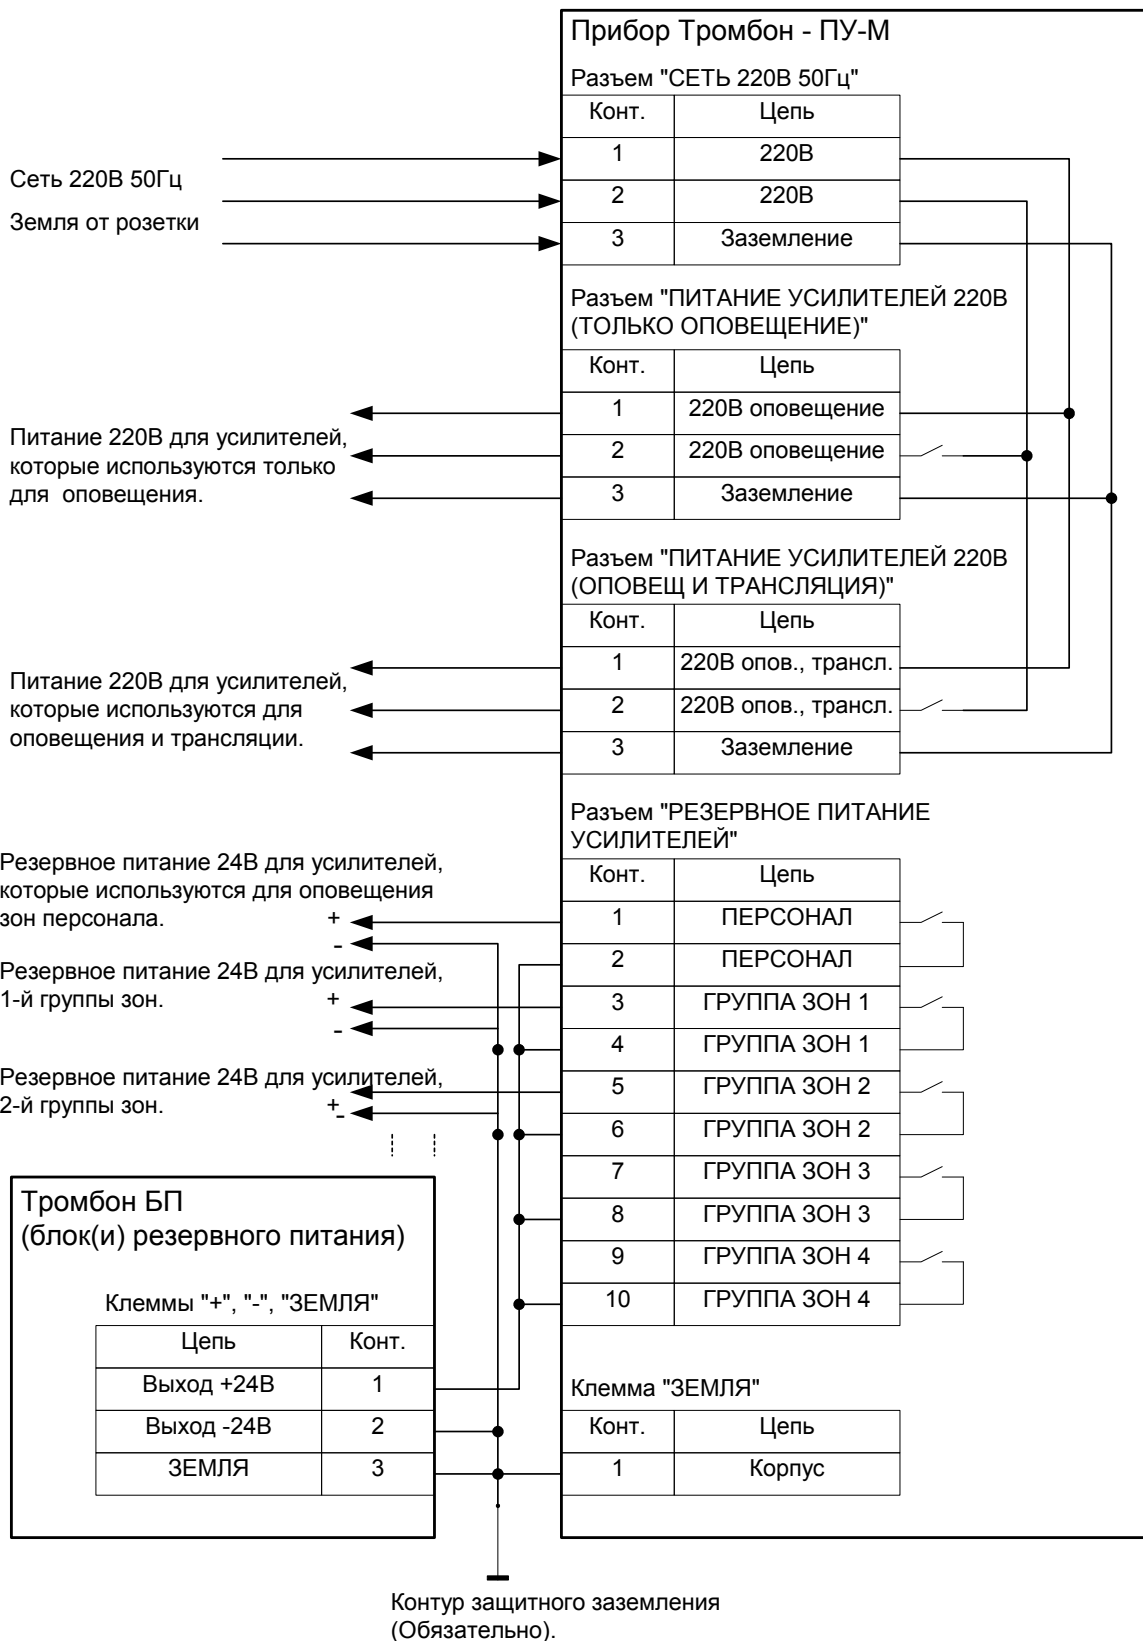 Прибор Тромбон - ПУ-М
Разъем "СЕТЬ 220В 50Гц"
Конт. Цепь
1 220В
2 220В
3 Заземление
Сеть 220В 50Гц
Земля от розетки
Разъем "ПИТАНИЕ УСИЛИТЕЛЕЙ 220В
(ТОЛЬКО ОПОВЕЩЕНИЕ)"
Конт. Цепь
1 220В оповещение
2 220В оповещение
3 Заземление
Питание 220В для усилителей,
которые используются только
для оповещения.
Разъем "ПИТАНИЕ УСИЛИТЕЛЕЙ 220В
(ОПОВЕЩ И ТРАНСЛЯЦИЯ)"
Конт. Цепь
1 220В опов., трансл.
2 220В опов., трансл.
3 Заземление
Питание 220В для усилителей,
которые используются для
оповещения и трансляции.
Разъем "РЕЗЕРВНОЕ ПИТАНИЕ
УСИЛИТЕЛЕЙ"
Конт. Цепь
1 ПЕРСОНАЛ
2 ПЕРСОНАЛ
3 ГРУППА ЗОН 1
4 ГРУППА ЗОН 1
5 ГРУППА ЗОН 2
6 ГРУППА ЗОН 2
7 ГРУППА ЗОН 3
8 ГРУППА ЗОН 3
9 ГРУППА ЗОН 4
10 ГРУППА ЗОН 4
Резервное питание 24В для усилителей,
которые используются для оповещения
зон персонала. +
-
Резервное питание 24В для усилителей,
1-й группы зон. +
-
Резервное питание 24В для усилителей,
2-й группы зон. +
-
Тромбон БП
(блок(и) резервного питания)
Клеммы "+", "-", "ЗЕМЛЯ"
Цепь Конт.
Выход +24В 1
Выход -24В 2
ЗЕМЛЯ 3
Клемма "ЗЕМЛЯ"
Конт. Цепь
1 Корпус
Контур защитного заземления
(Обязательно).